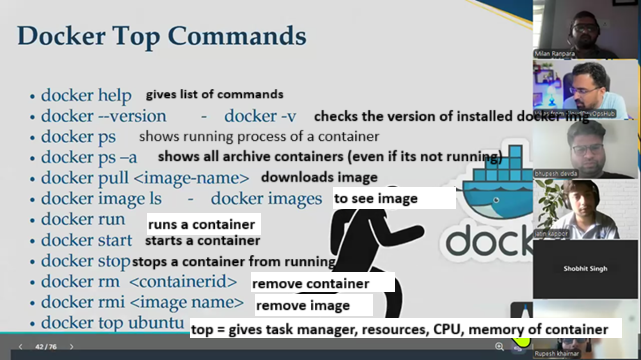 Docker Top Commands
• docker help gives list of commands
• docker --version - docker -v checks the version of installed docker img
• docker ps shows running process of a container
• docker ps –a shows all archive containers (even if its not running)
• docker pull <image-name> downloads image
• docker image ls - docker images to see image
• docker run runs a container
• docker start starts a container
• docker stop stops a container from running
• docker rm <containerid> remove container
• docker rmi <image name> remove image
• docker top ubuntu top = gives task manager, resources, CPU, memory of container
dock
42 / 76
Milan Ranpara
bhupesh devda
jatin kapoor
Shobhit Singh
Rupesh khairnar